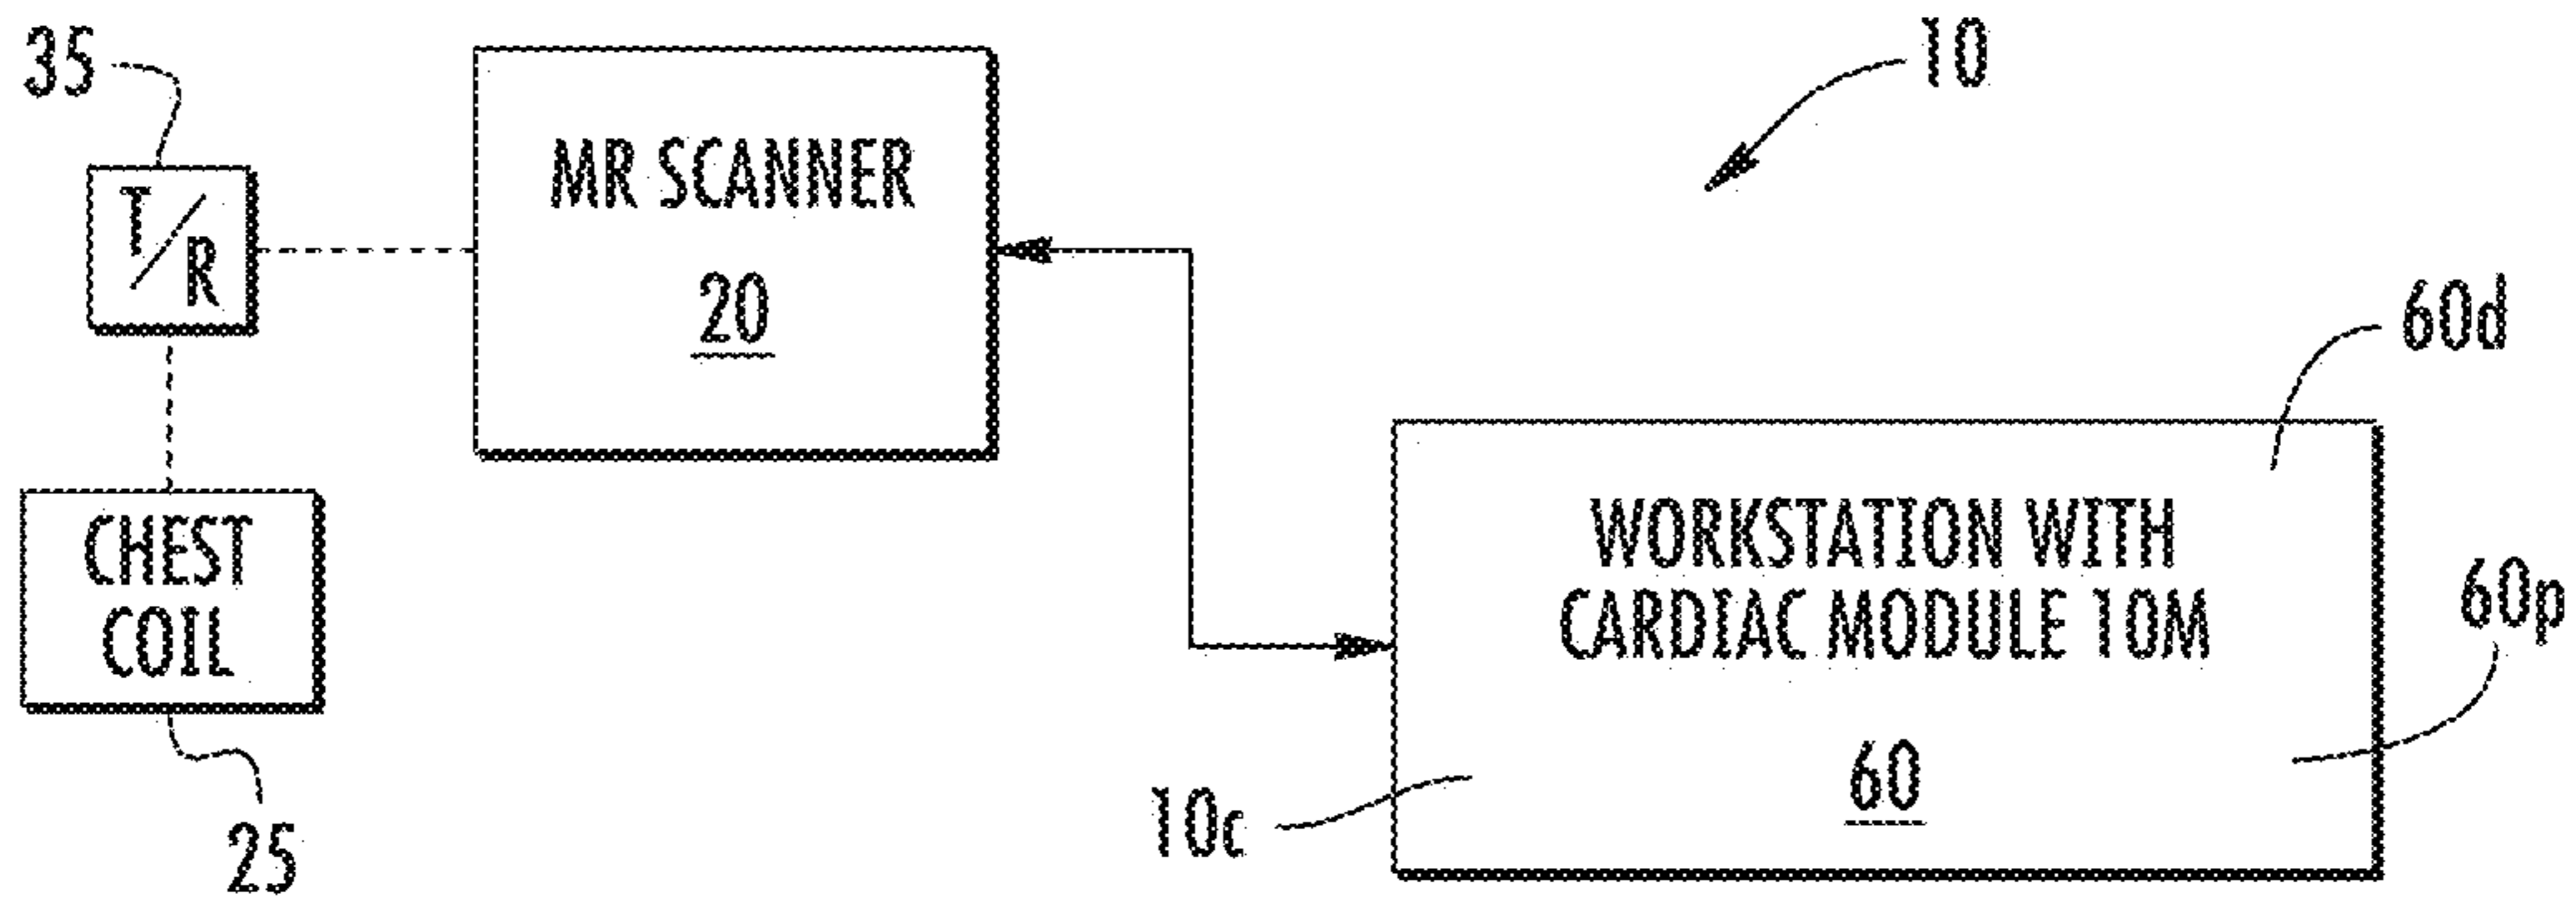 35
10
MR SCANNER
20
T/R
60d
WORKSTATION WITH
CARDIAC MODULE 10M
60p
CHEST
COIL
60
10c
25